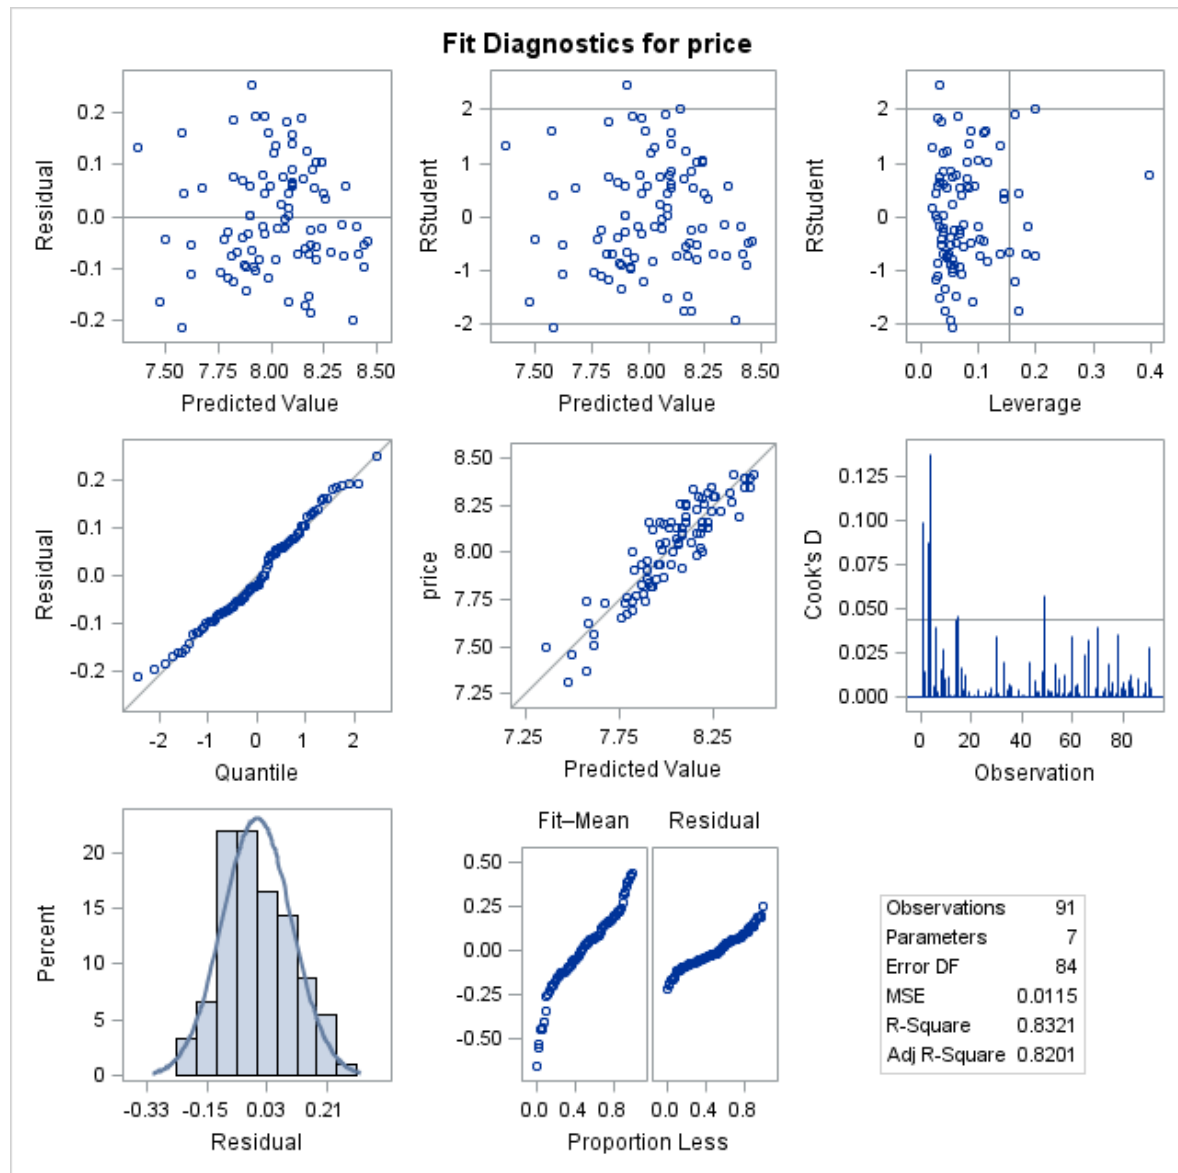 Fit Diagnostics for price
Residual
0.2
0.1
0.0
-0.1
-0.2
7.50 7.75 8.00 8.25 8.50
Predicted Value
RStudent
2
1
0
-1
-2
7.50 7.75 8.00 8.25 8.50
Predicted Value
RStudent
2
1
0
-1
-2
0.0 0.1 0.2 0.3 0.4
Leverage
Residual
0.2
0.1
0.0
-0.1
-0.2
-2 -1 0 1 2
Quantile
price
8.50
8.25
8.00
7.75
7.50
7.25
7.25 7.75 8.25
Predicted Value
Cook's D
0.125
0.100
0.075
0.050
0.025
0.000
0 20 40 60 80
Observation
Percent
20
15
10
5
0
-0.33 -0.15 0.03 0.21
Residual
Fit–Mean Residual
0.50
0.25
0.00
-0.25
-0.50
0.0 0.4 0.8 0.0 0.4 0.8
Proportion Less
Observations 91
Parameters 7
Error DF 84
MSE 0.0115
R-Square 0.8321
Adj R-Square 0.8201